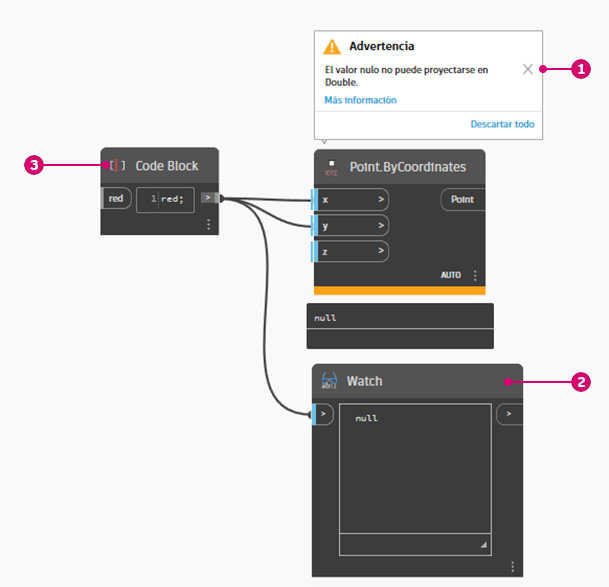 Advertencia
El valor nulo no puede proyectarse en
Double.
Más información
Descartar todo
1
3
[ ] Code Block
red
1 red;
>
XYZ
Point.ByCoordinates
x >
Point
y >
z >
AUTO
null
Watch
2
>
null
>